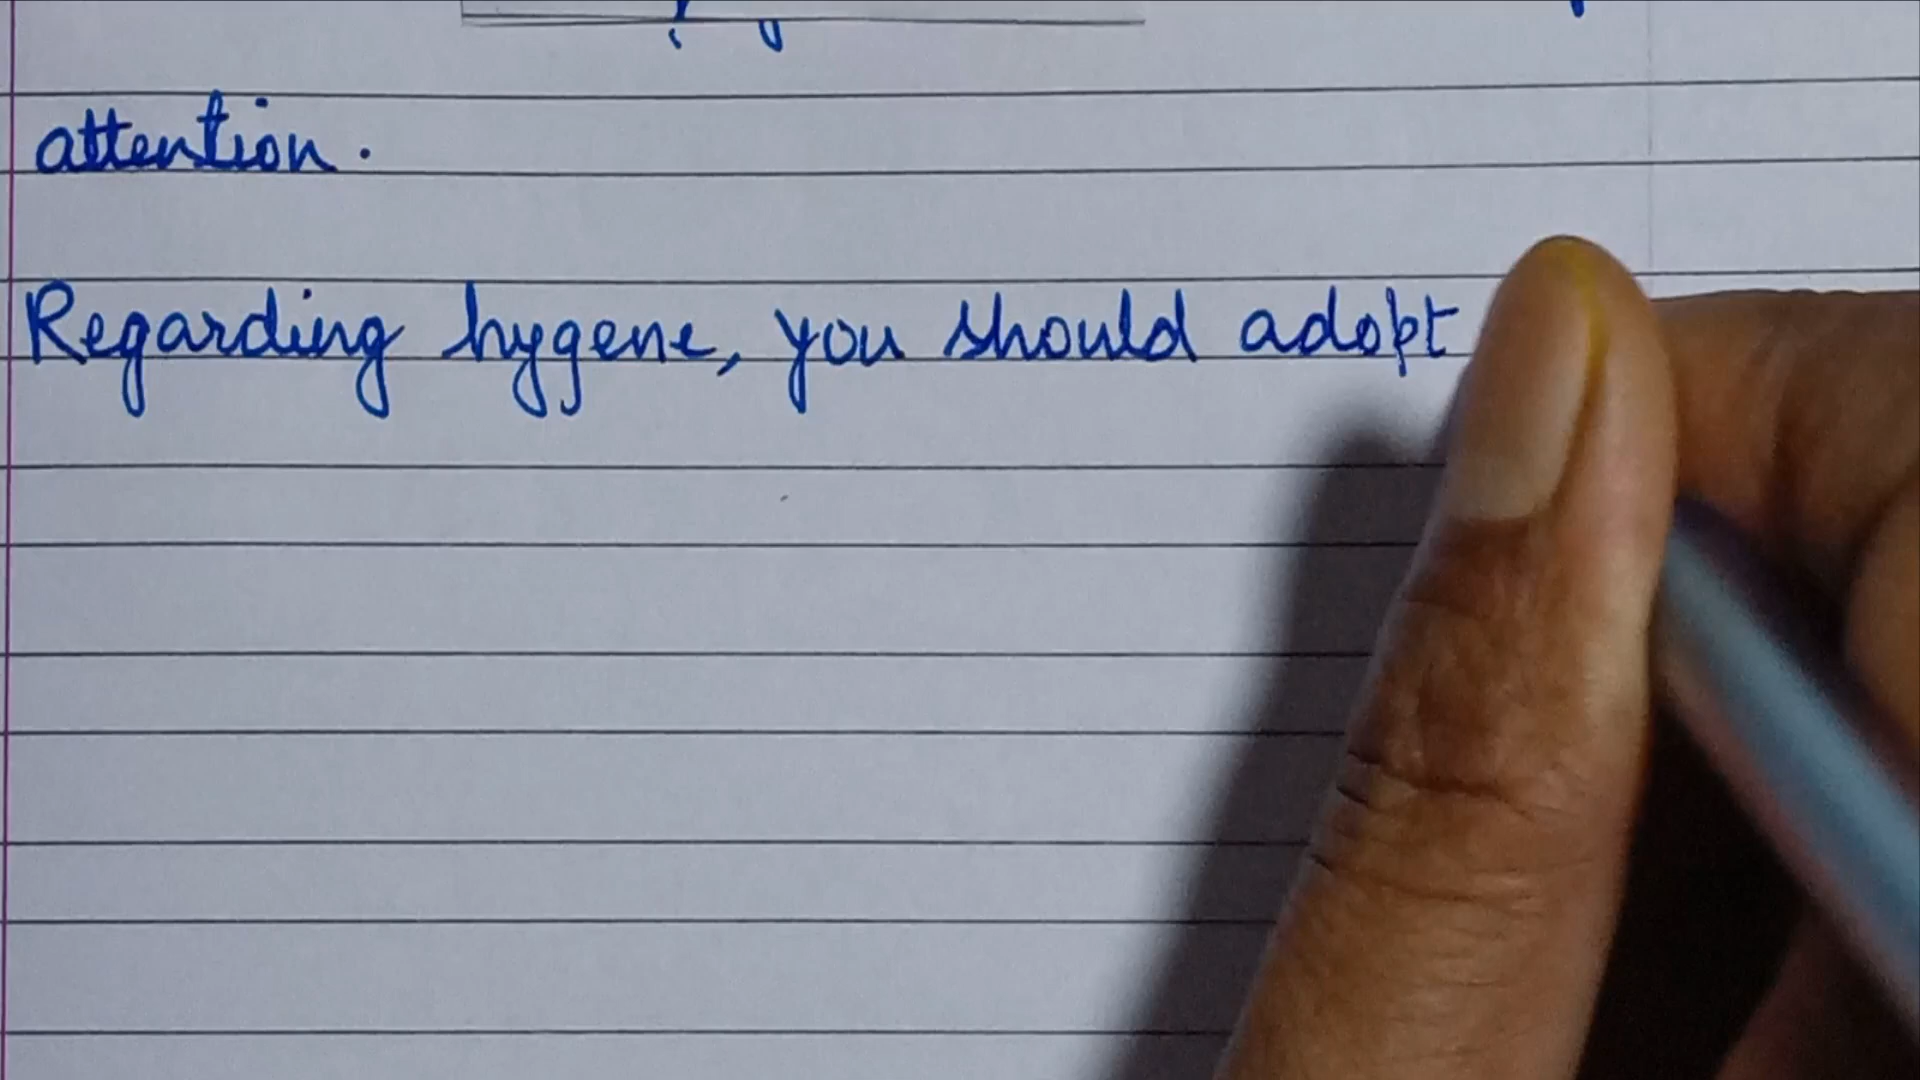 attention.
Regarding hygene, you should adopt